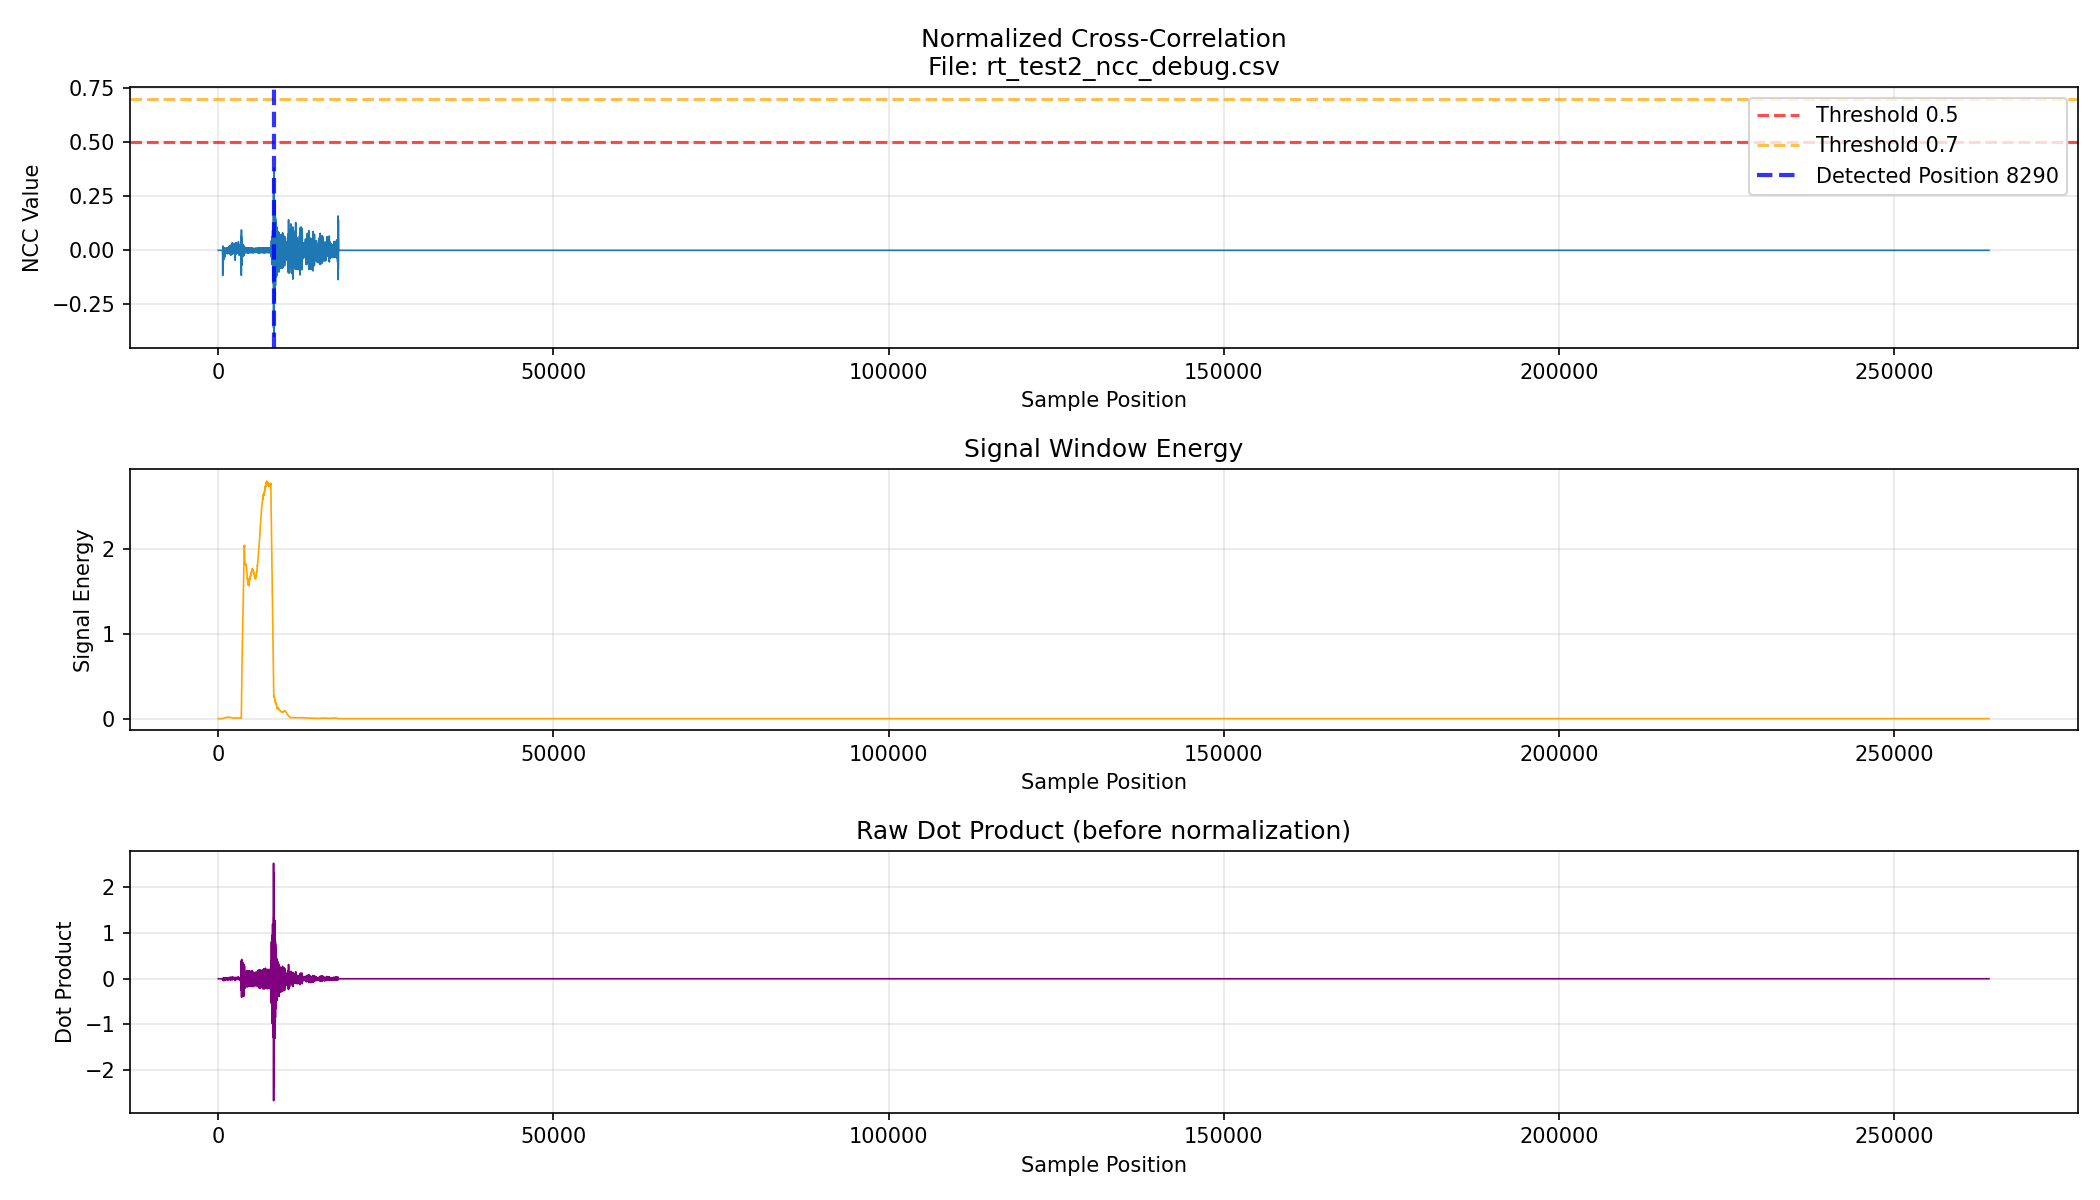 Normalized Cross-Correlation
File: rt_test2_ncc_debug.csv
NCC Value
0.75
0.50
0.25
0.00
−0.25
Threshold 0.5
Threshold 0.7
Detected Position 8290
0 50000 100000 150000 200000 250000
Sample Position
Signal Window Energy
Signal Energy
2
1
0
0 50000 100000 150000 200000 250000
Sample Position
Raw Dot Product (before normalization)
Dot Product
2
1
0
−1
−2
0 50000 100000 150000 200000 250000
Sample Position